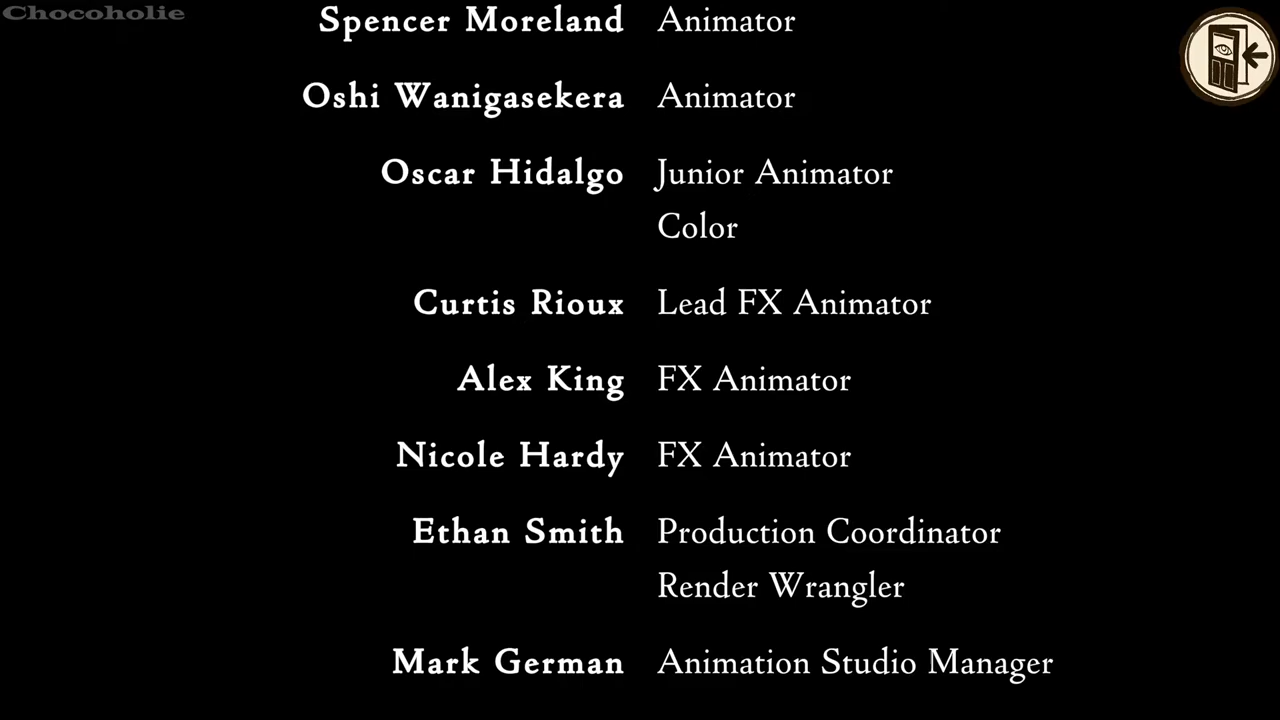 Chocoholie
Spencer Moreland Animator
Oshi Wanigasekera Animator
Oscar Hidalgo Junior Animator
Color
Curtis Rioux Lead FX Animator
Alex King FX Animator
Nicole Hardy FX Animator
Ethan Smith Production Coordinator
Render Wrangler
Mark German Animation Studio Manager